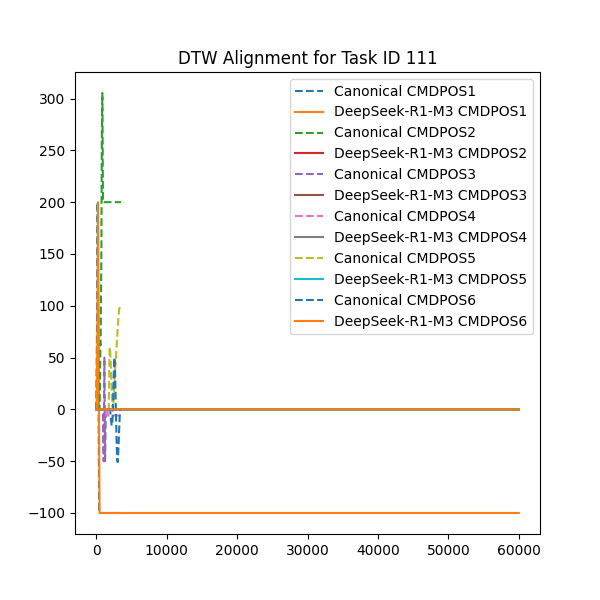 DTW Alignment for Task ID 111
300
250
200
150
100
50
0
−50
−100
Canonical CMDPOS1
DeepSeek-R1-M3 CMDPOS1
Canonical CMDPOS2
DeepSeek-R1-M3 CMDPOS2
Canonical CMDPOS3
DeepSeek-R1-M3 CMDPOS3
Canonical CMDPOS4
DeepSeek-R1-M3 CMDPOS4
Canonical CMDPOS5
DeepSeek-R1-M3 CMDPOS5
Canonical CMDPOS6
DeepSeek-R1-M3 CMDPOS6
0 10000 20000 30000 40000 50000 60000